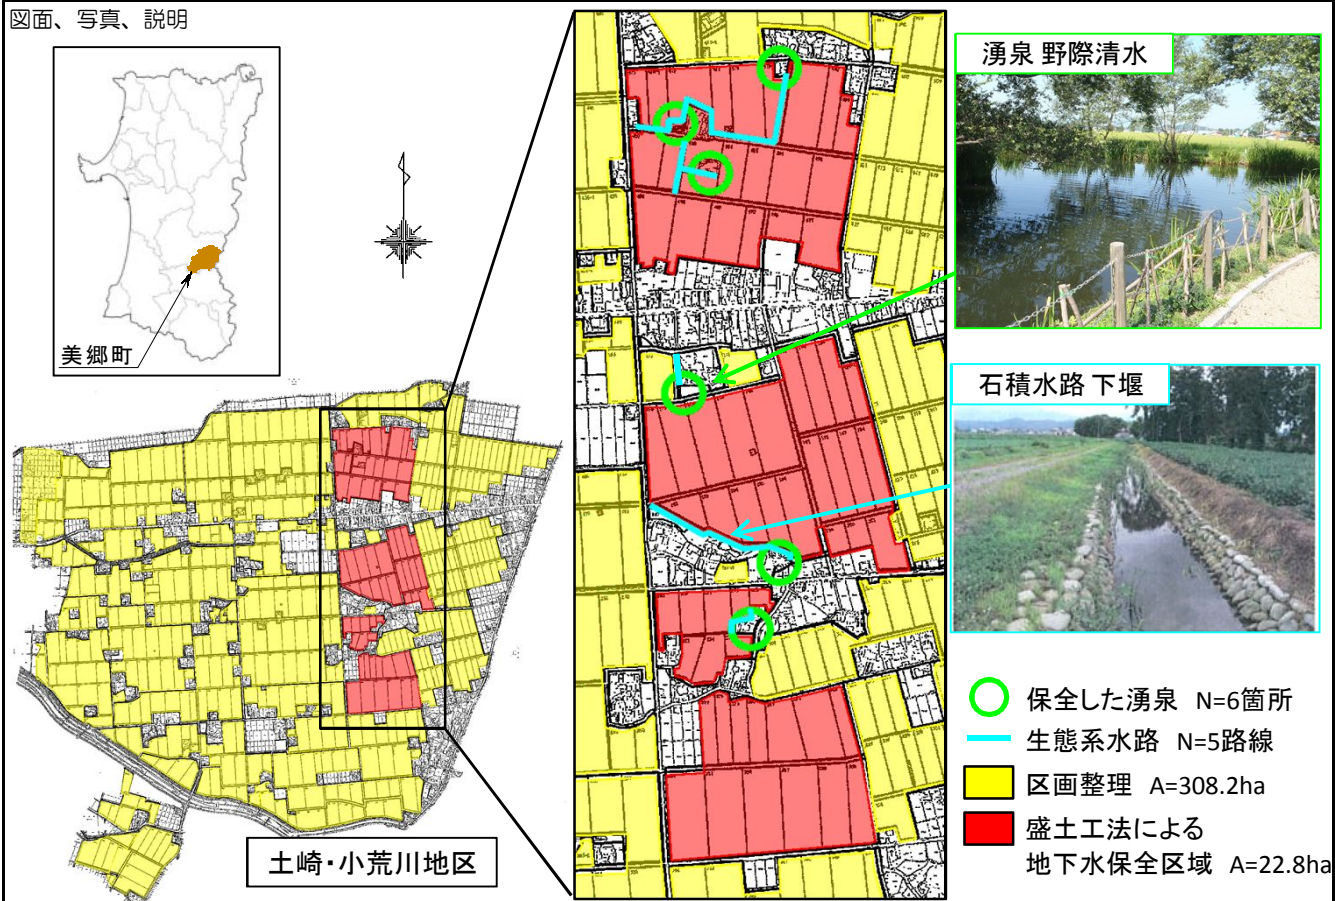 図面、写真、説明
美郷町
土崎・小荒川地区
湧泉 野際清水
石積水路 下堰
保全した湧泉 N=6箇所
生態系水路 N=5路線
区画整理 A=308.2ha
盛土工法による
地下水保全区域 A=22.8ha